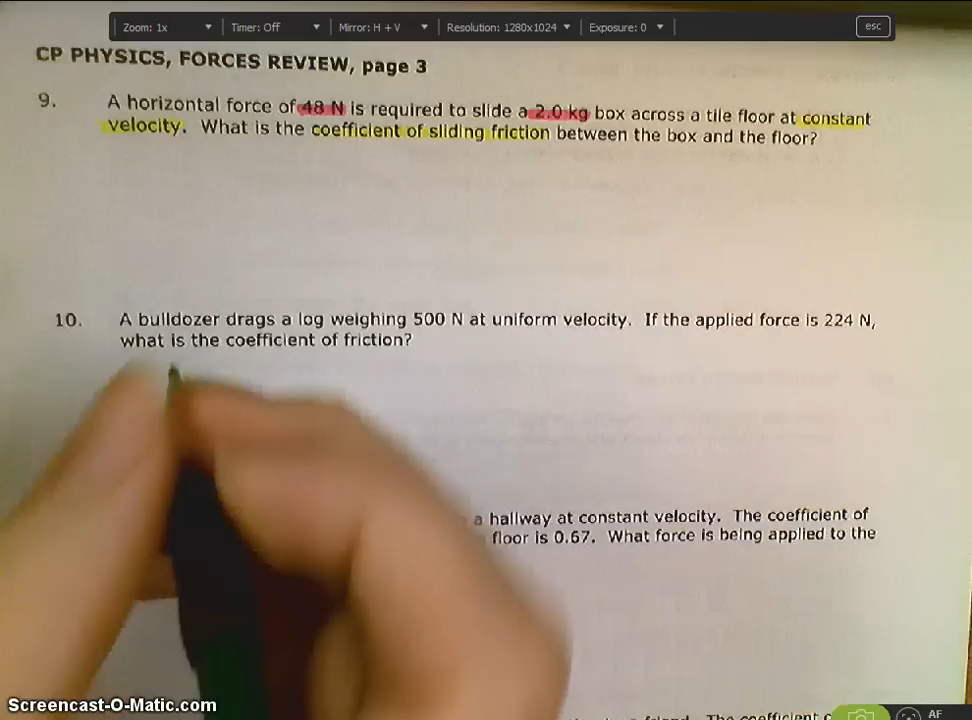 Zoom: 1x Timer: Off Mirror: H + V Resolution: 1280x1024 Exposure: 0 esc
CP PHYSICS, FORCES REVIEW, page 3
9. A horizontal force of 48 N is required to slide a 2.0 kg box across a tile floor at constant
velocity. What is the coefficient of sliding friction between the box and the floor?
10. A bulldozer drags a log weighing 500 N at uniform velocity. If the applied force is 224 N,
what is the coefficient of friction?
a hallway at constant velocity. The coefficient of
floor is 0.67. What force is being applied to the
The coefficient
Screencast-O-Matic.com
AF